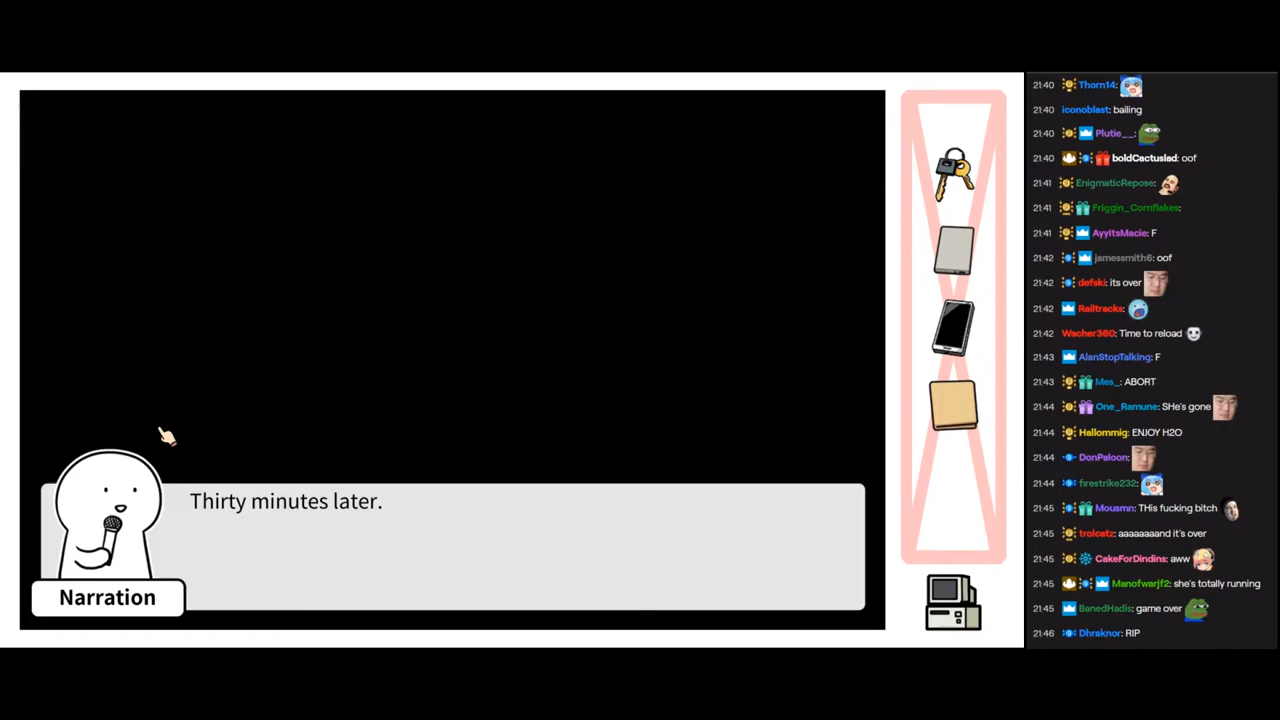 Thirty minutes later.
Narration
21:40 Thorn14:
21:40 iconoblast: bailing
21:40 Plutie__:
21:40 boldCactuslad: oof
21:41 EnigmaticRepose:
21:41 Friggin_Cornflakes:
21:41 AyyItsMacie: F
21:42 jamessmith6: oof
21:42 defski: its over
21:42 Railtracks:
21:42 Wacher360: Time to reload
21:43 AlanStopTalking: F
21:43 Mes_: ABORT
21:44 One_Ramune: SHe's gone
21:44 Hallommig: ENJOY H2O
21:44 DonPaloon:
21:44 firestrike232:
21:45 Mousmn: THis fucking bitch
21:45 trolcatz: aaaaaaaand it's over
21:45 CakeForDindins: aww
21:45 Manofwarjf2: she's totally running
21:45 BanedHadis: game over
21:46 Dhraknor: RIP